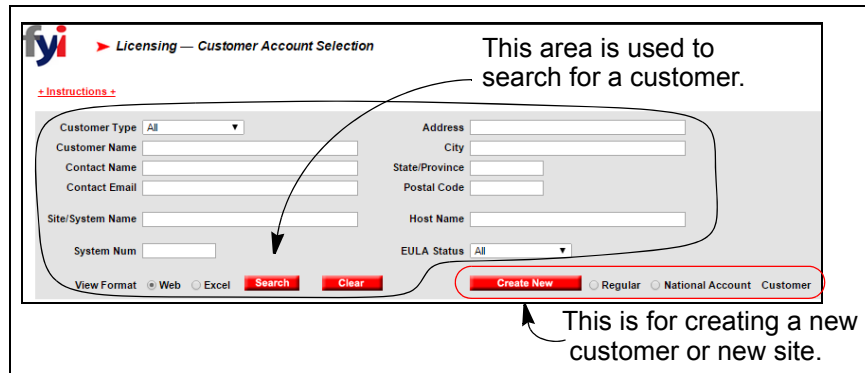 fyi
Licensing — Customer Account Selection
This area is used to
search for a customer.
+ Instructions +
Customer Type All Address
Customer Name City
Contact Name State/Province
Contact Email Postal Code
Site/System Name Host Name
System Num EULA Status All
View Format Web Excel Search Clear Create New Regular National Account Customer
This is for creating a new
customer or new site.